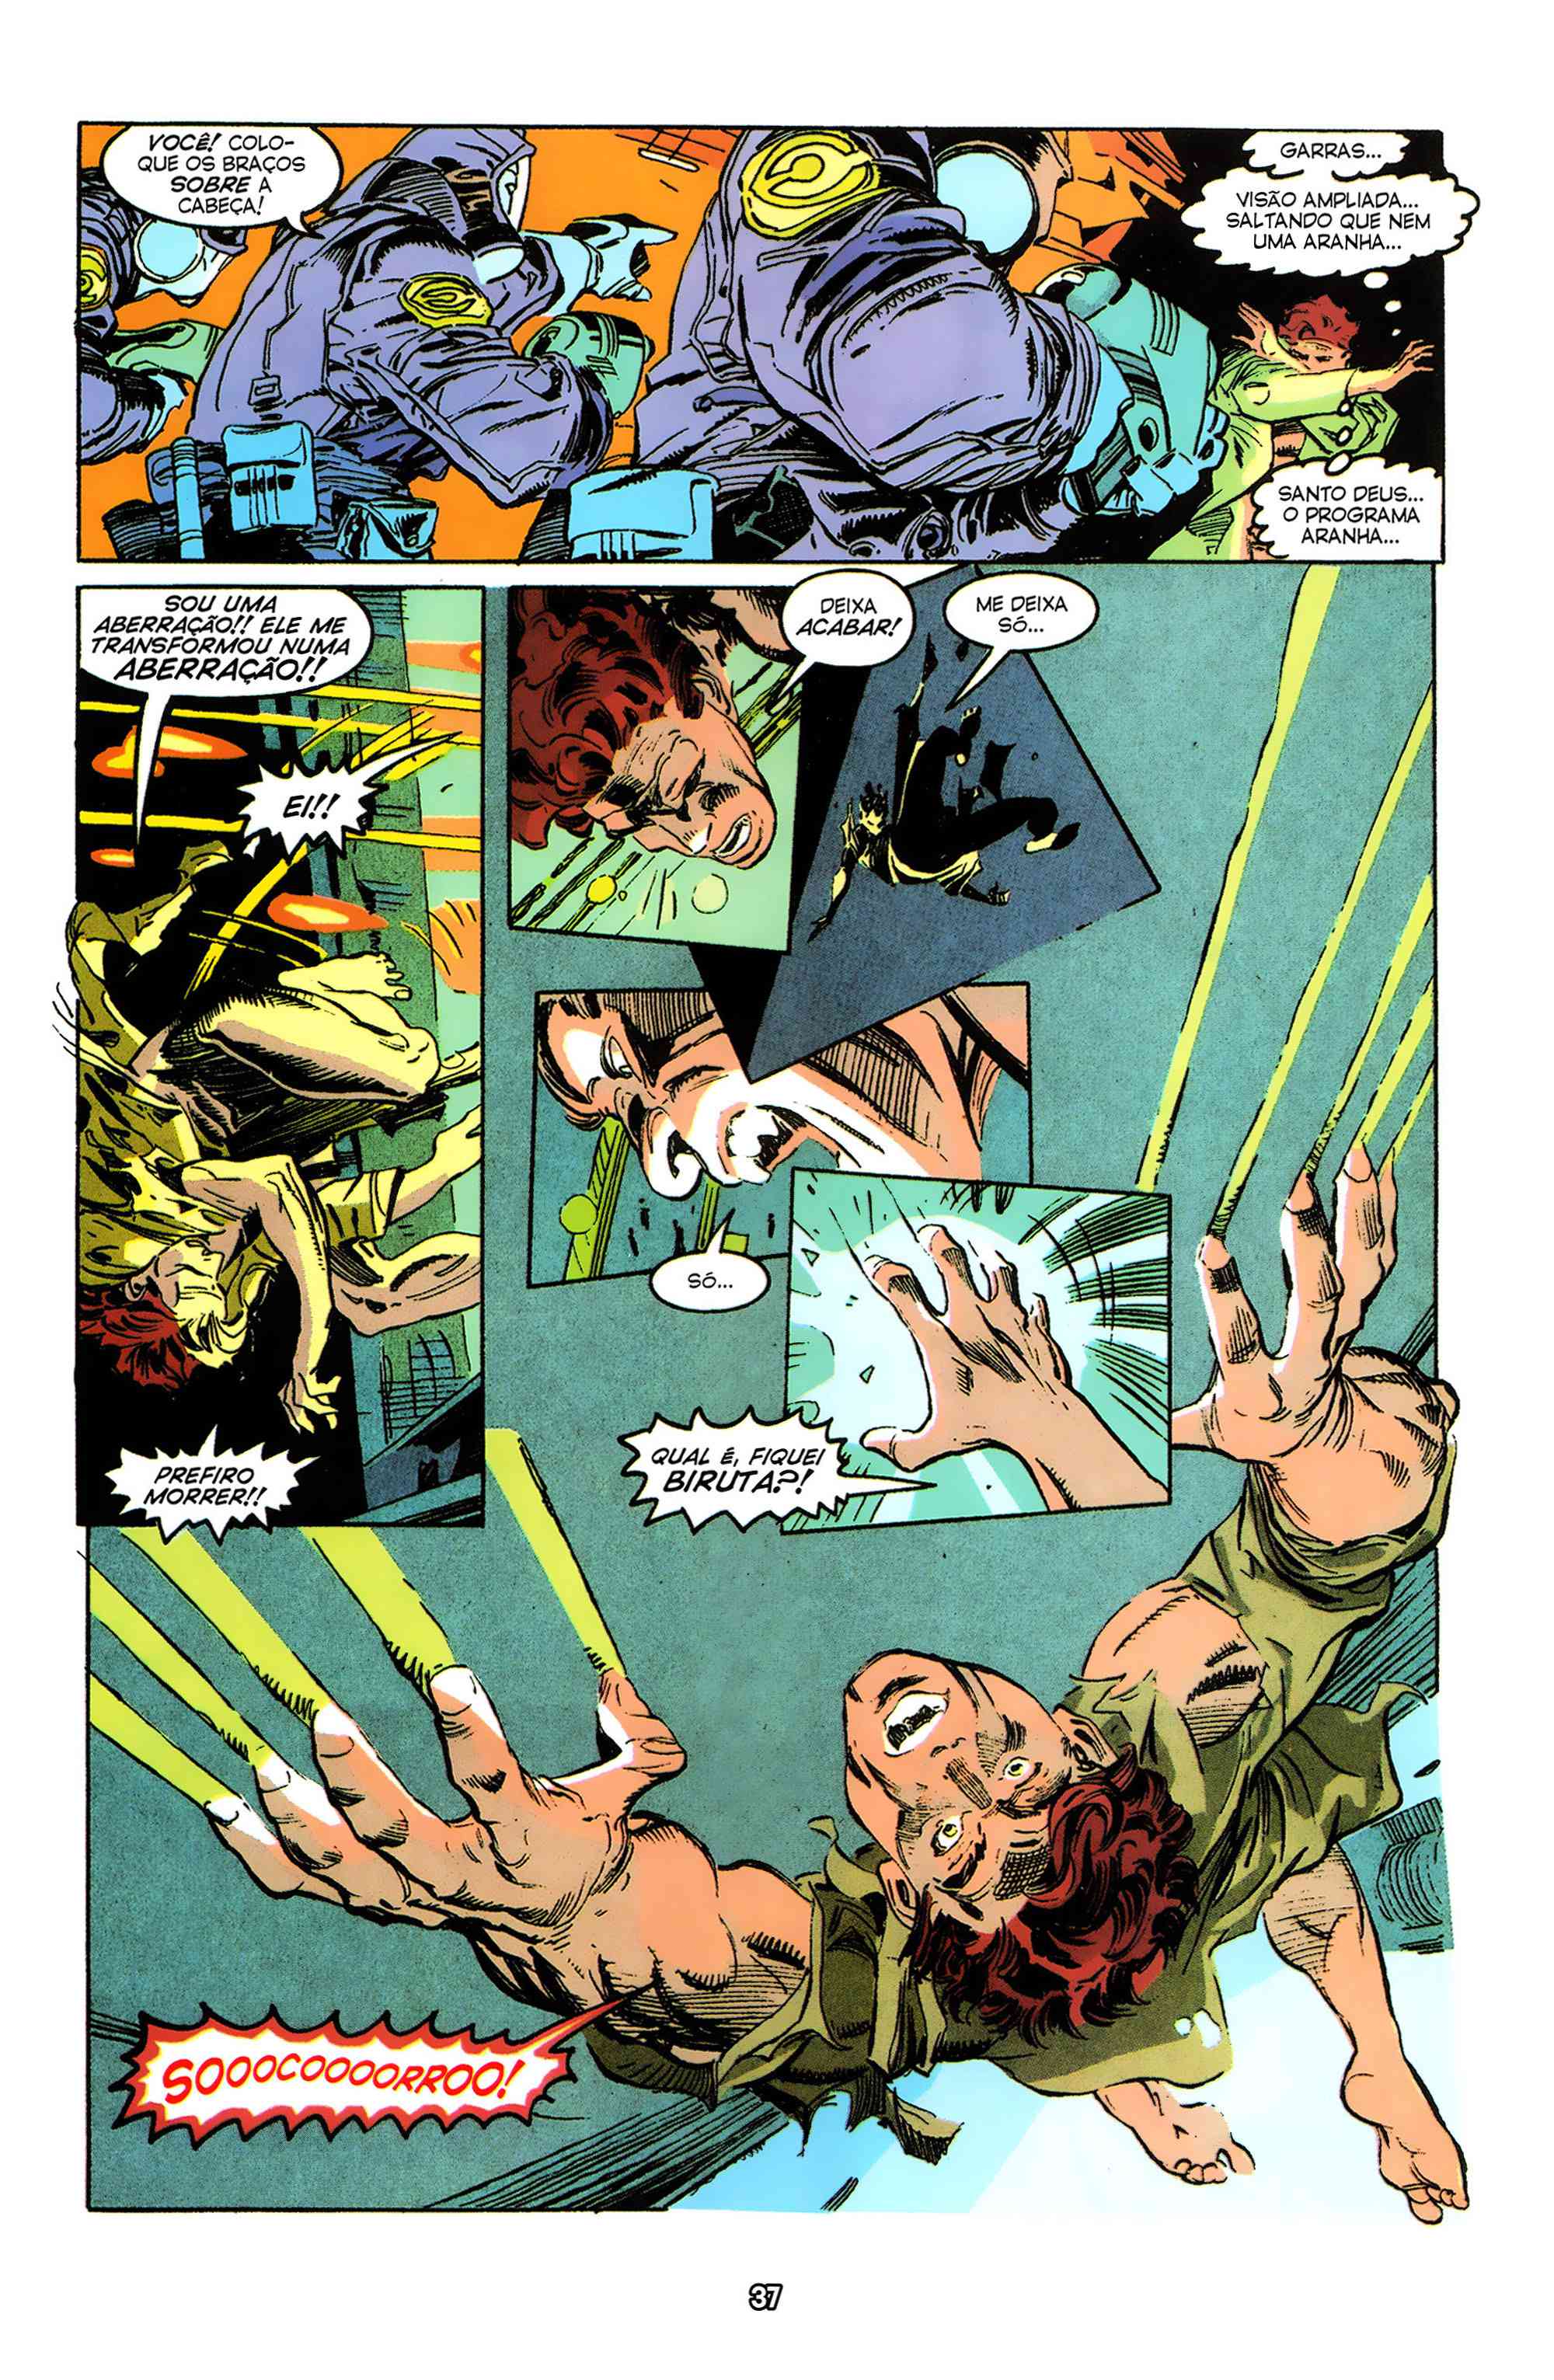 VOCÊ! COLO-
QUE OS BRAÇOS
SOBRE A
CABEÇA!
GARRAS...
VISÃO AMPLIADA...
SALTANDO QUE NEM
UMA ARANHA...
SANTO DEUS...
O PROGRAMA
ARANHA...
SOU UMA
ABERRAÇÃO!! ELE ME
TRANSFORMOU NUMA
ABERRAÇÃO!!
EI!!
PREFIRO
MORRER!!
DEIXA
ACABAR!
ME DEIXA
SÓ...
SÓ...
QUAL É, FIQUEI
BIRUTA?!
SOOOCOOOORROO!
37